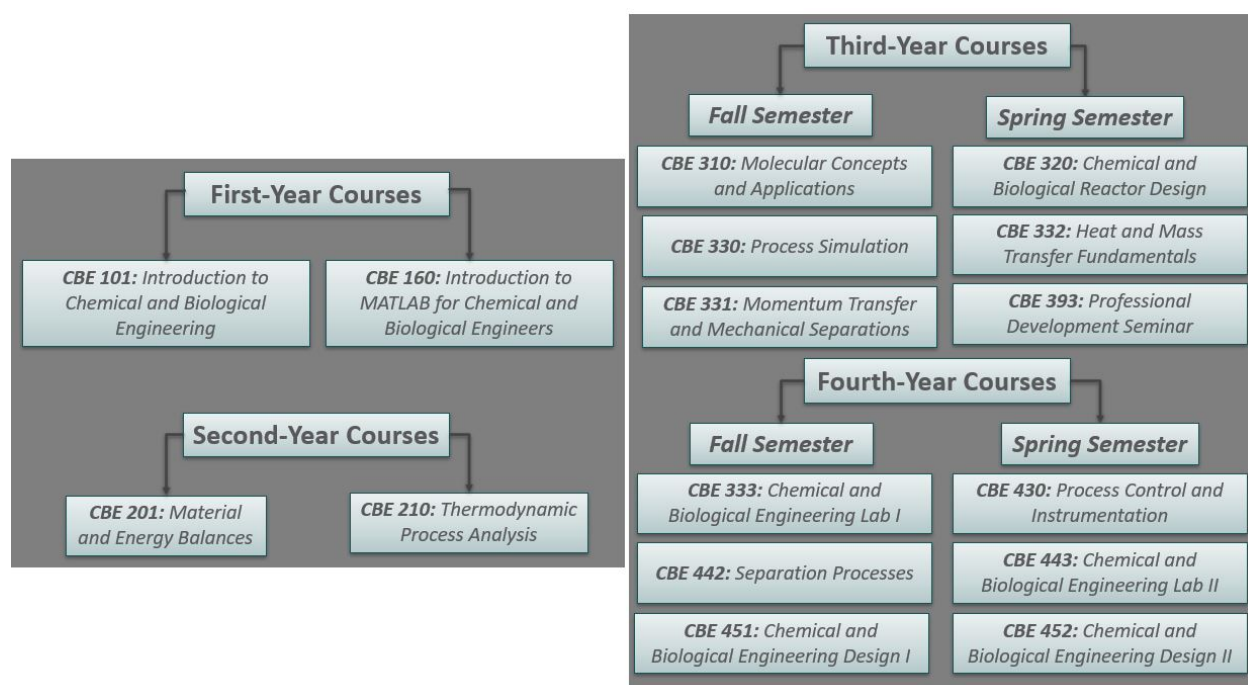 First-Year Courses
CBE 101: Introduction to
Chemical and Biological
Engineering
CBE 160: Introduction to
MATLAB for Chemical and
Biological Engineers
Second-Year Courses
CBE 201: Material
and Energy Balances
CBE 210: Thermodynamic
Process Analysis
Third-Year Courses
Fall Semester
CBE 310: Molecular Concepts
and Applications
CBE 330: Process Simulation
CBE 331: Momentum Transfer
and Mechanical Separations
Spring Semester
CBE 320: Chemical and
Biological Reactor Design
CBE 332: Heat and Mass
Transfer Fundamentals
CBE 393: Professional
Development Seminar
Fourth-Year Courses
Fall Semester
CBE 333: Chemical and
Biological Engineering Lab I
CBE 442: Separation Processes
CBE 451: Chemical and
Biological Engineering Design I
Spring Semester
CBE 430: Process Control and
Instrumentation
CBE 443: Chemical and
Biological Engineering Lab II
CBE 452: Chemical and
Biological Engineering Design II